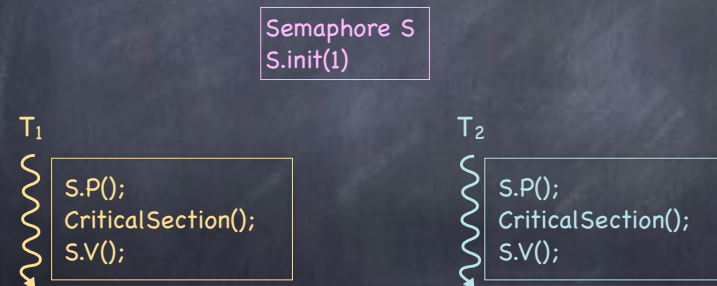 Semaphore S
S.init(1)
T1
S.P();
CriticalSection();
S.V();
T2
S.P();
CriticalSection();
S.V();